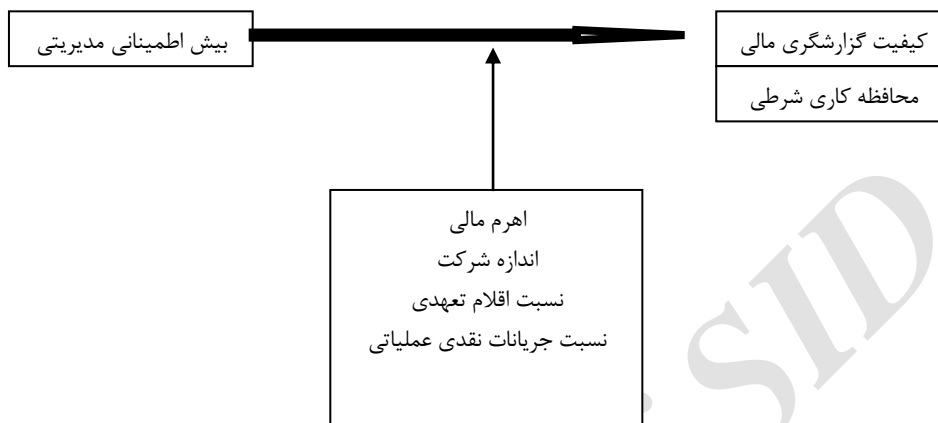 کیفیت گزارشگری مالی
بیش اطمینانی مدیریتی
محافظه کاری شرطی
اهرم مالی
اندازه شرکت
نسبت اقلام تعهدی
نسبت جریانات نقدی عملیاتی
SID